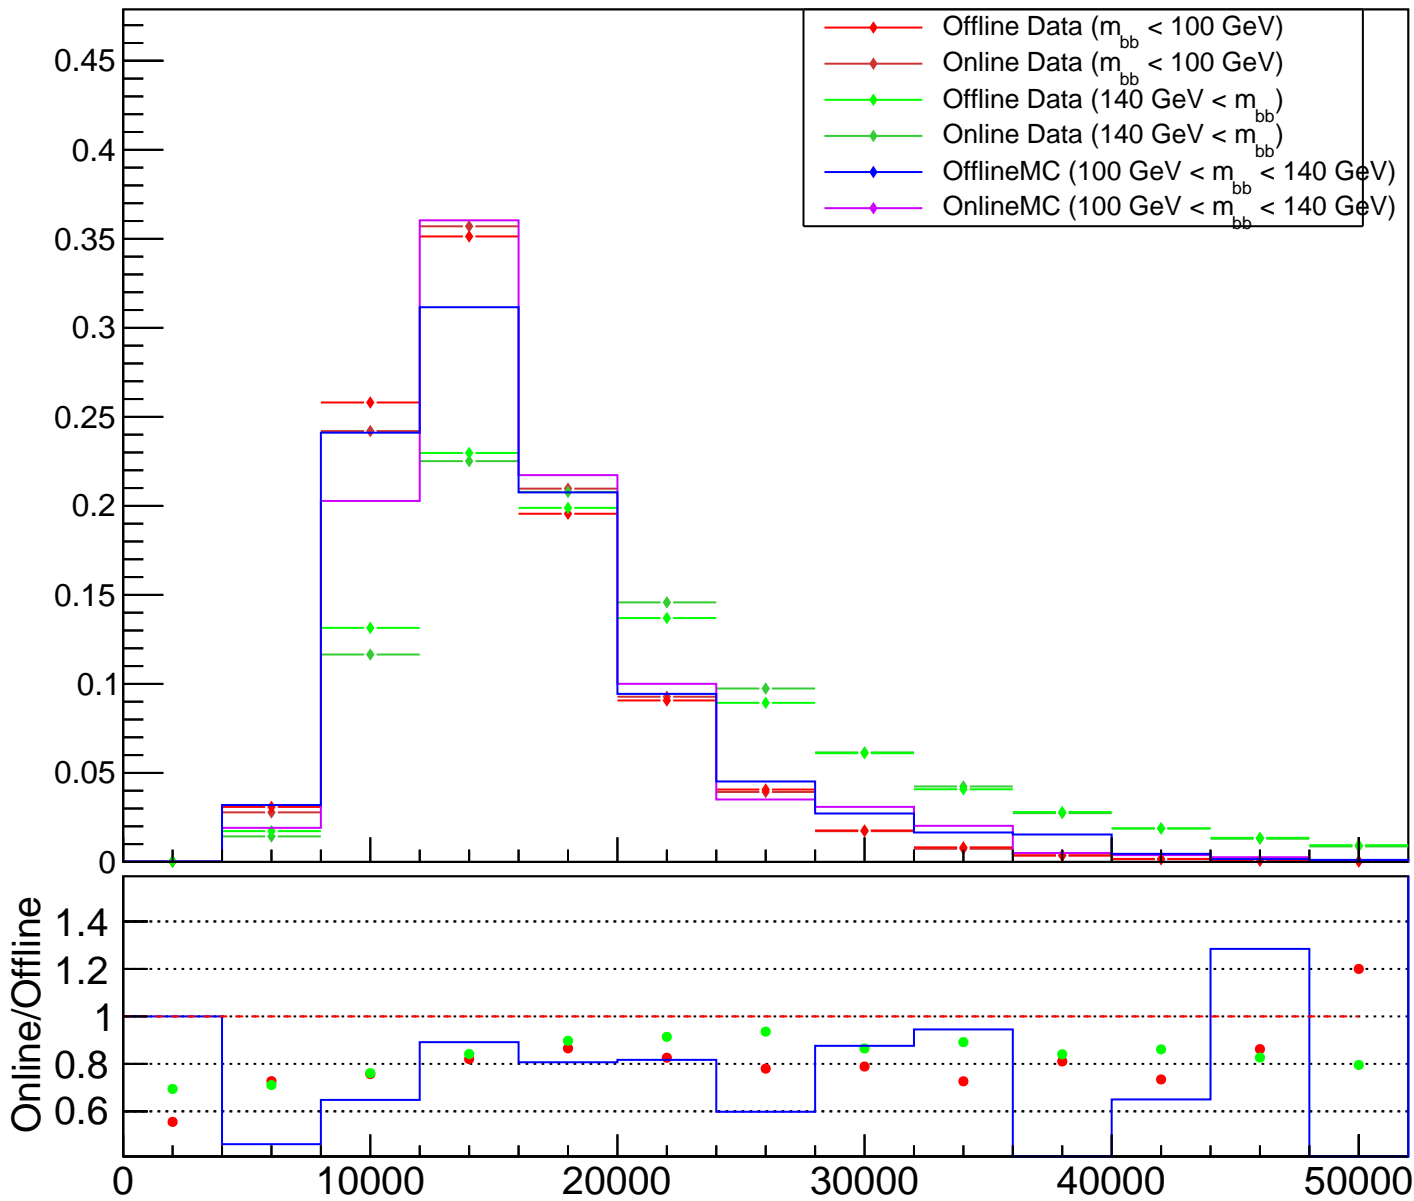 Offline Data (m_bb < 100 GeV)
Online Data (m_bb < 100 GeV)
Offline Data (140 GeV < m_bb)
Online Data (140 GeV < m_bb)
OfflineMC (100 GeV < m_bb < 140 GeV)
OnlineMC (100 GeV < m_bb < 140 GeV)
0.45
0.4
0.35
0.3
0.25
0.2
0.15
0.1
0.05
0
Online/Offline
1.4
1.2
1
0.8
0.6
0 10000 20000 30000 40000 50000